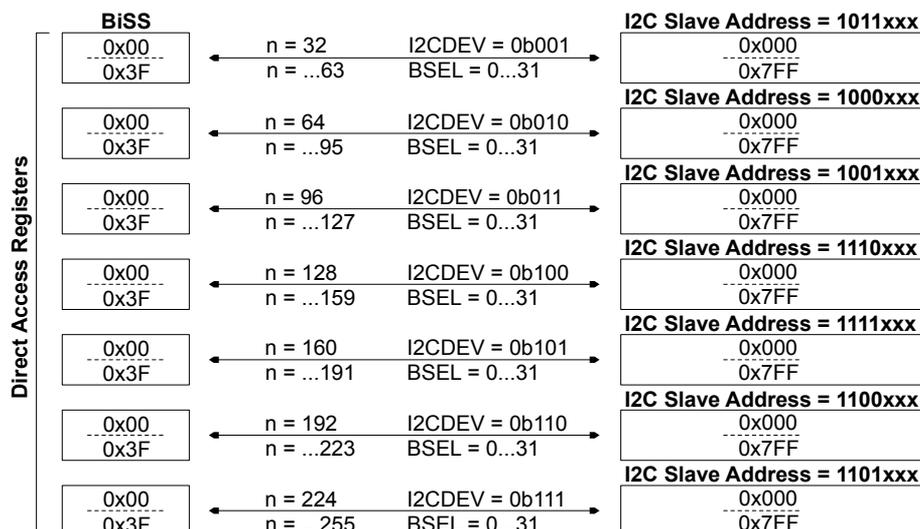 BiSS
I2C Slave Address = 1011xxx
0x00
n = 32
I2CDEV = 0b001
0x000
0x3F
n = ...63
BSEL = 0...31
0x7FF
I2C Slave Address = 1000xxx
0x00
n = 64
I2CDEV = 0b010
0x000
0x3F
n = ...95
BSEL = 0...31
0x7FF
I2C Slave Address = 1001xxx
0x00
n = 96
I2CDEV = 0b011
0x000
0x3F
n = ...127
BSEL = 0...31
0x7FF
I2C Slave Address = 1110xxx
0x00
n = 128
I2CDEV = 0b100
0x000
0x3F
n = ...159
BSEL = 0...31
0x7FF
I2C Slave Address = 1111xxx
0x00
n = 160
I2CDEV = 0b101
0x000
0x3F
n = ...191
BSEL = 0...31
0x7FF
I2C Slave Address = 1100xxx
0x00
n = 192
I2CDEV = 0b110
0x000
0x3F
n = ...223
BSEL = 0...31
0x7FF
I2C Slave Address = 1101xxx
0x00
n = 224
I2CDEV = 0b111
0x000
0x3F
n = ...255
BSEL = 0...31
0x7FF
Direct Access Registers